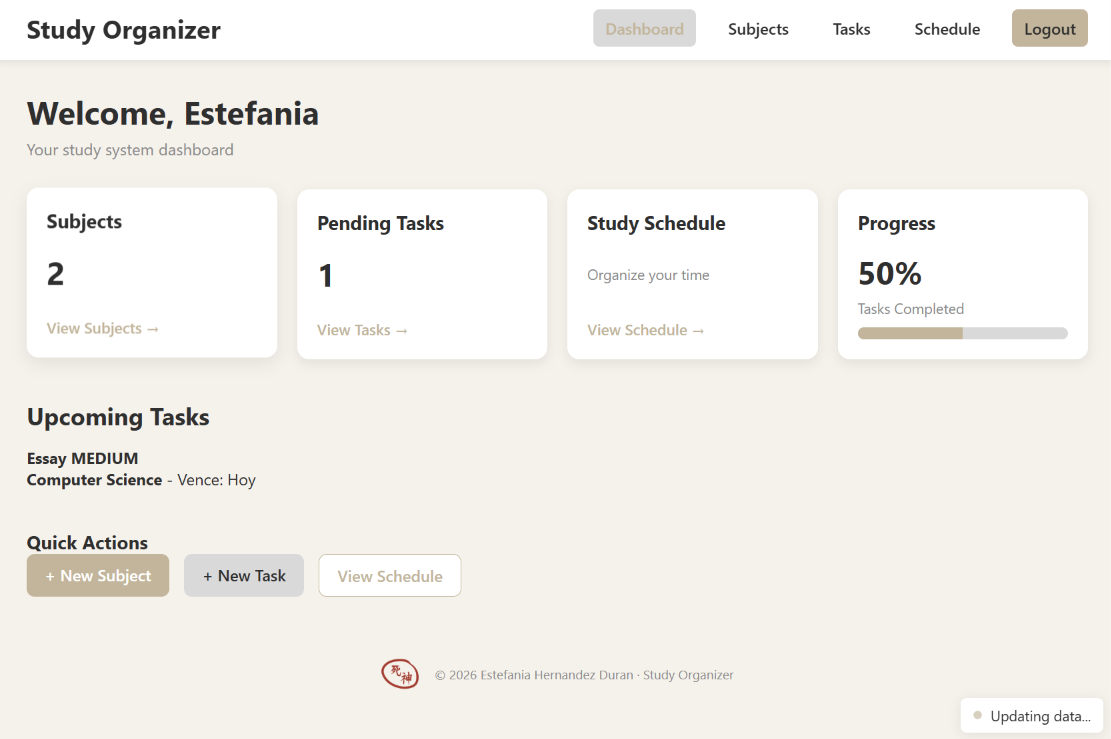 Study Organizer
Dashboard
Subjects
Tasks
Schedule
Logout
Welcome, Estefania
Your study system dashboard
Subjects
2
View Subjects →
Pending Tasks
1
View Tasks →
Study Schedule
Organize your time
View Schedule →
Progress
50%
Tasks Completed
Upcoming Tasks
Essay MEDIUM
Computer Science - Vence: Hoy
Quick Actions
+ New Subject
+ New Task
View Schedule
死神
© 2026 Estefania Hernandez Duran · Study Organizer
Updating data...